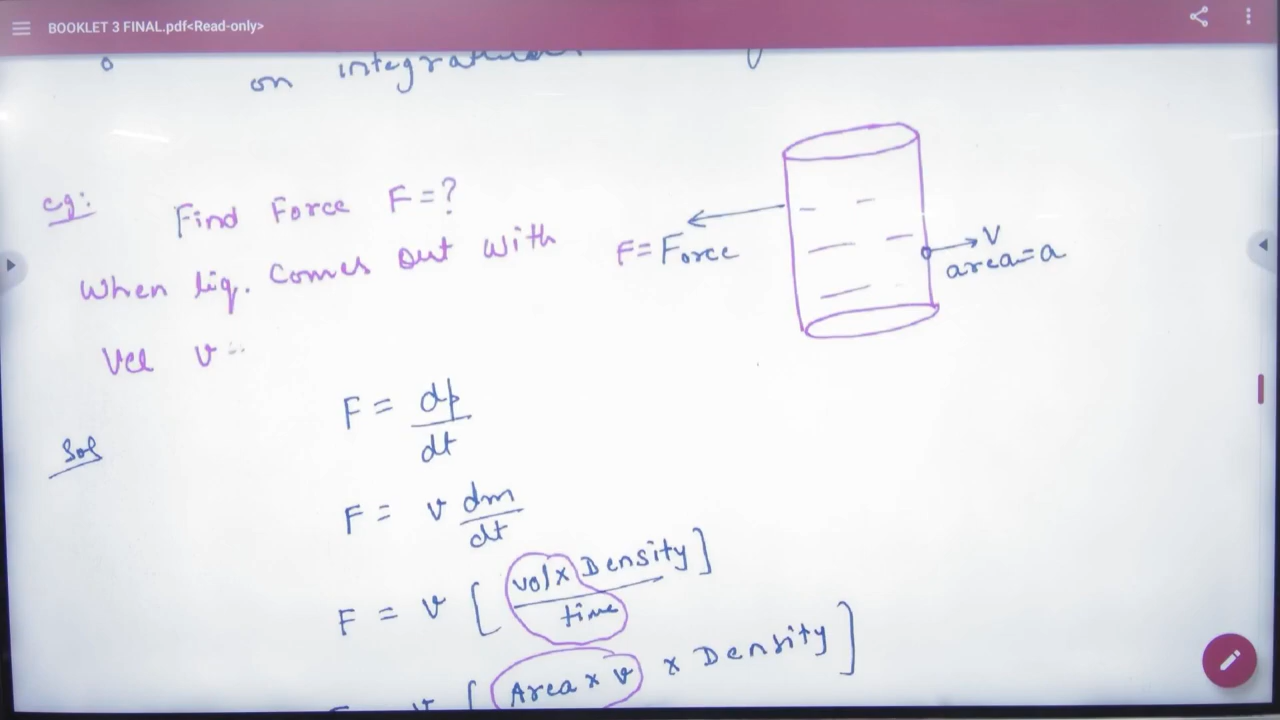 BOOKLET 3 FINAL.pdf<Read-only>
on integration
eg: Find Force F=?
When liq. Comes out with
Vel v =
F= Force
V
area=a
Sol
F = dp/dt
F = v dm/dt
F = v [ vol x Density / time ]
F = v [ Area x v x Density ]